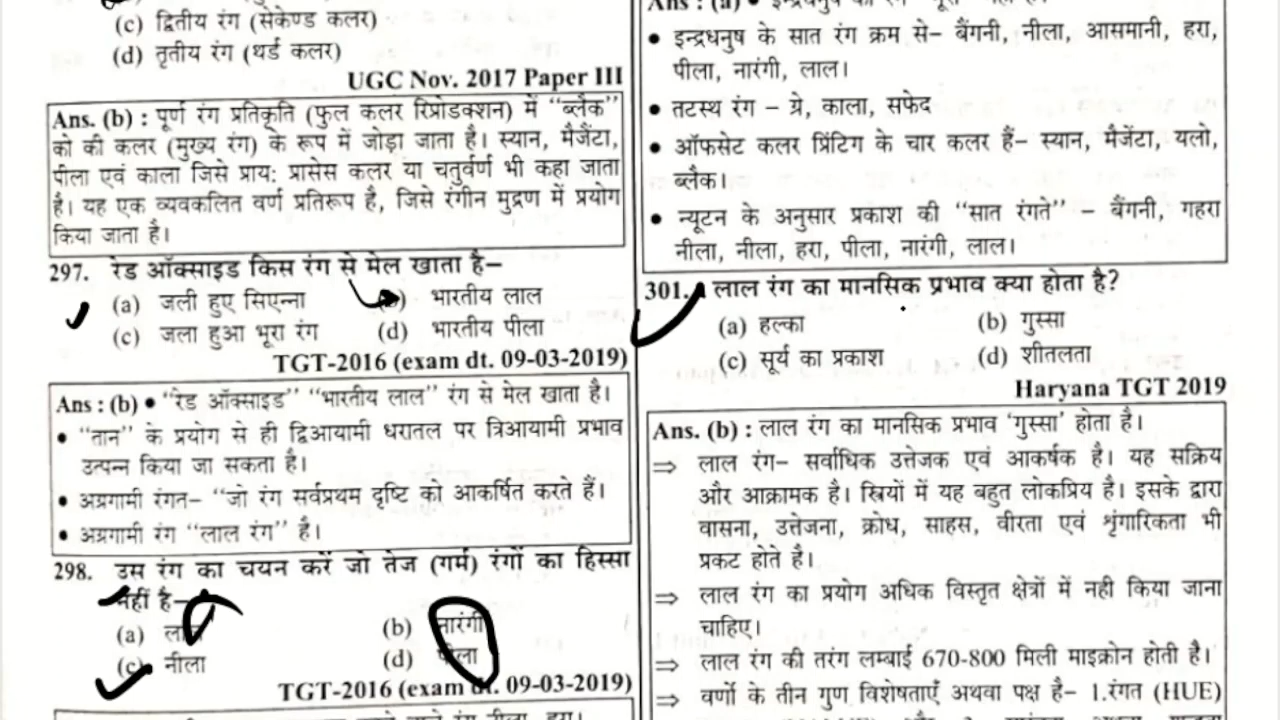 (c) द्वितीय रंग (सेकेण्ड कलर)
(d) तृतीय रंग (थर्ड कलर)
UGC Nov. 2017 Paper III
Ans. (b) : पूर्ण रंग प्रतिकृति (फुल कलर रिप्रोडक्शन) में “ब्लैक”
को की कलर (मुख्य रंग) के रूप में जोड़ा जाता है। स्यान, मैजेंटा,
पीला एवं काला जिसे प्राय: प्रासेस कलर या चतुर्वर्ण भी कहा जाता
है। यह एक व्यवकलित वर्ण प्रतिरूप है, जिसे रंगीन मुद्रण में प्रयोग
किया जाता है।
297. रेड ऑक्साइड किस रंग से मेल खाता है–
(a) जली हुए सिएन्ना
भारतीय लाल
(c) जला हुआ भूरा रंग (d) भारतीय पीला
TGT-2016 (exam dt. 09-03-2019)
Ans : (b) • “रेड ऑक्साइड” “भारतीय लाल” रंग से मेल खाता है।
• “तान” के प्रयोग से ही द्विआयामी धरातल पर त्रिआयामी प्रभाव
उत्पन्न किया जा सकता है।
• अग्रगामी रंगत– “जो रंग सर्वप्रथम दृष्टि को आकर्षित करते हैं।
• अग्रगामी रंग “लाल रंग” है।
298. उस रंग का चयन करें जो तेज (गर्म) रंगों का हिस्सा
नहीं है–
(a) लाल (b) नारंगी
(c) नीला (d) पीला
TGT-2016 (exam dt. 09-03-2019)
Ans : (a) •
• इन्द्रधनुष के सात रंग क्रम से– बैंगनी, नीला, आसमानी, हरा,
पीला, नारंगी, लाल।
• तटस्थ रंग – ग्रे, काला, सफेद
• ऑफसेट कलर प्रिंटिग के चार कलर हैं– स्यान, मैजेंटा, यलो,
ब्लैक।
• न्यूटन के अनुसार प्रकाश की “सात रंगते” – बैंगनी, गहरा
नीला, नीला, हरा, पीला, नारंगी, लाल।
301. लाल रंग का मानसिक प्रभाव क्या होता है?
(a) हल्का (b) गुस्सा
(c) सूर्य का प्रकाश (d) शीतलता
Haryana TGT 2019
Ans. (b) : लाल रंग का मानसिक प्रभाव ‘गुस्सा’ होता है।
⇒ लाल रंग– सर्वाधिक उत्तेजक एवं आकर्षक है। यह सक्रिय
और आक्रामक है। स्त्रियों में यह बहुत लोकप्रिय है। इसके द्वारा
वासना, उत्तेजना, क्रोध, साहस, वीरता एवं शृंगारिकता भी
प्रकट होते है।
⇒ लाल रंग का प्रयोग अधिक विस्तृत क्षेत्रों में नही किया जाना
चाहिए।
⇒ लाल रंग की तरंग लम्बाई 670-800 मिली माइक्रोन होती है।
⇒ वर्णो के तीन गुण विशेषताएँ अथवा पक्ष है– 1.रंगत (HUE)